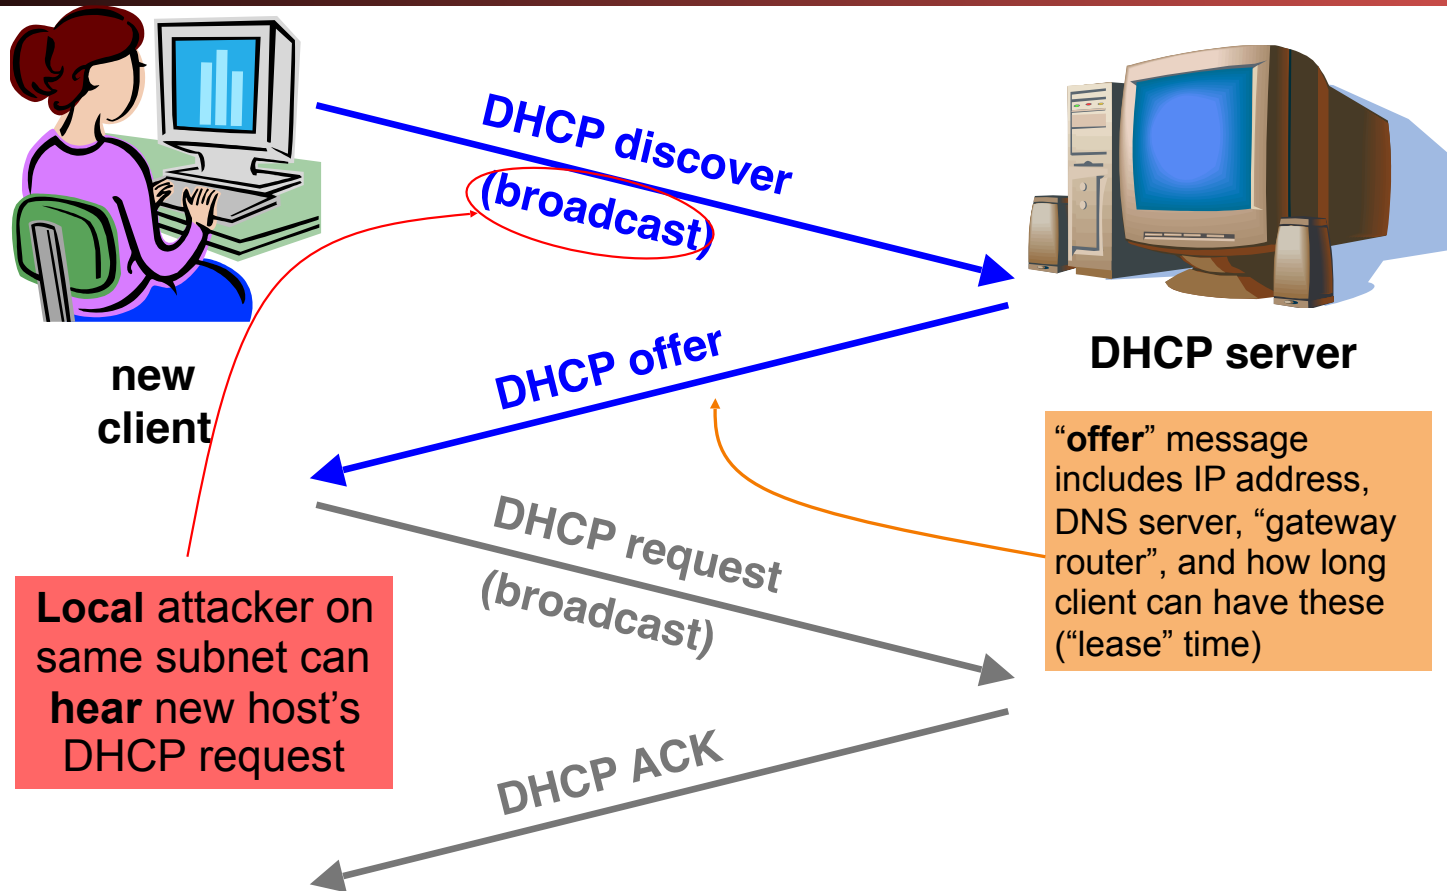 DHCP discover
(broadcast)
DHCP offer
new
client
DHCP server
“offer” message
includes IP address,
DNS server, “gateway
router”, and how long
client can have these
(“lease” time)
DHCP request
(broadcast)
Local attacker on
same subnet can
hear new host’s
DHCP request
DHCP ACK